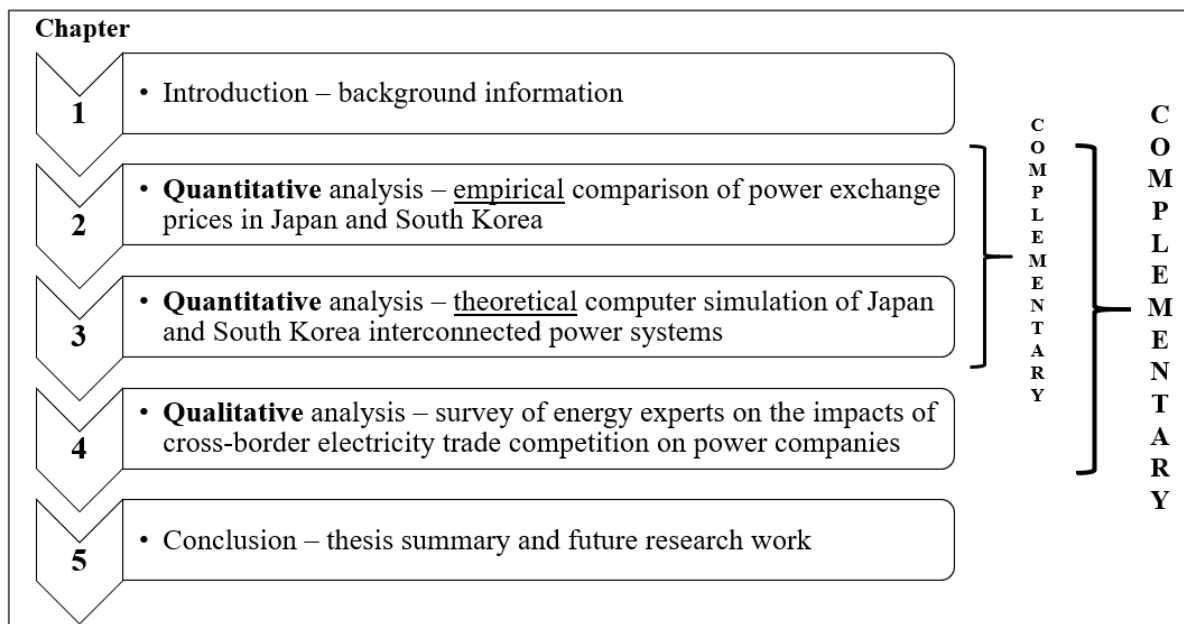 Chapter
1
• Introduction – background information
2
• Quantitative analysis – empirical comparison of power exchange
prices in Japan and South Korea
3
• Quantitative analysis – theoretical computer simulation of Japan
and South Korea interconnected power systems
4
• Qualitative analysis – survey of energy experts on the impacts of
cross-border electricity trade competition on power companies
5
• Conclusion – thesis summary and future research work
COMPLEMENTARY
COMPLEMENTARY